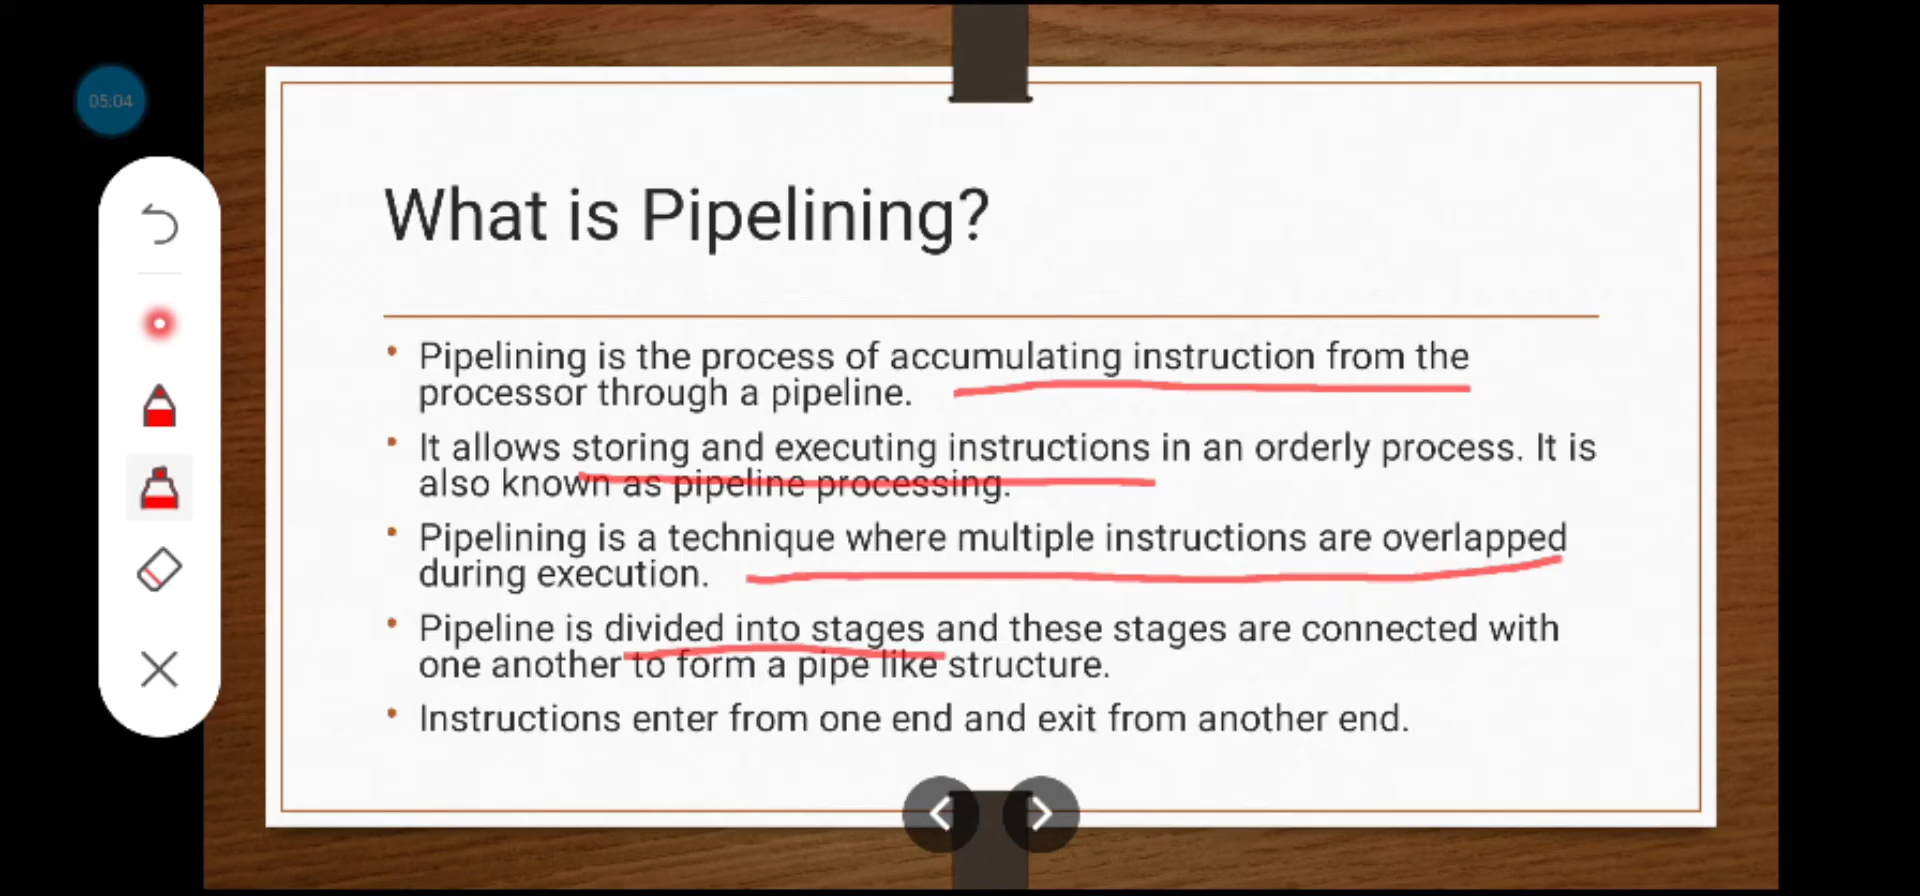 05:04
What is Pipelining?
• Pipelining is the process of accumulating instruction from the
processor through a pipeline.
• It allows storing and executing instructions in an orderly process. It is
also known as pipeline processing.
• Pipelining is a technique where multiple instructions are overlapped
during execution.
• Pipeline is divided into stages and these stages are connected with
one another to form a pipe like structure.
• Instructions enter from one end and exit from another end.